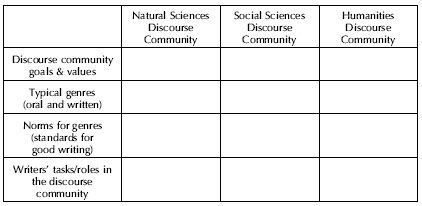 Natural Sciences
Discourse
Community
Social Sciences
Discourse
Community
Humanities
Discourse
Community
Discourse community
goals & values
Typical genres
(oral and written)
Norms for genres
(standards for
good writing)
Writers' tasks/roles in
the discourse
community